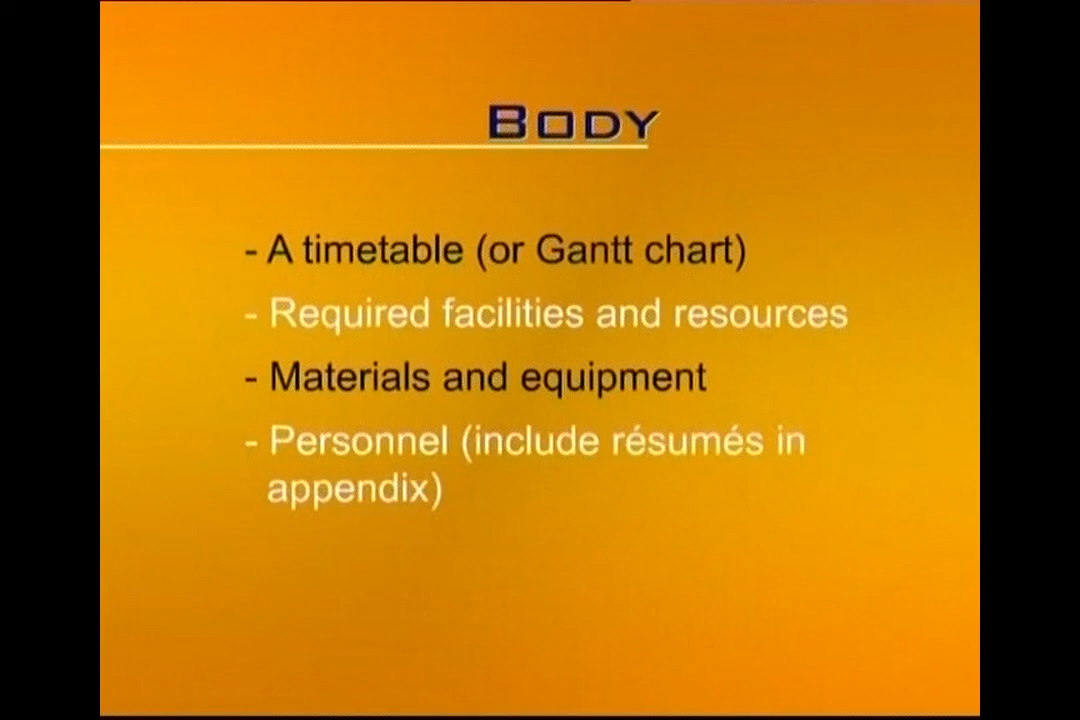 Body
- A timetable (or Gantt chart)
- Required facilities and resources
- Materials and equipment
- Personnel (include résumés in
appendix)